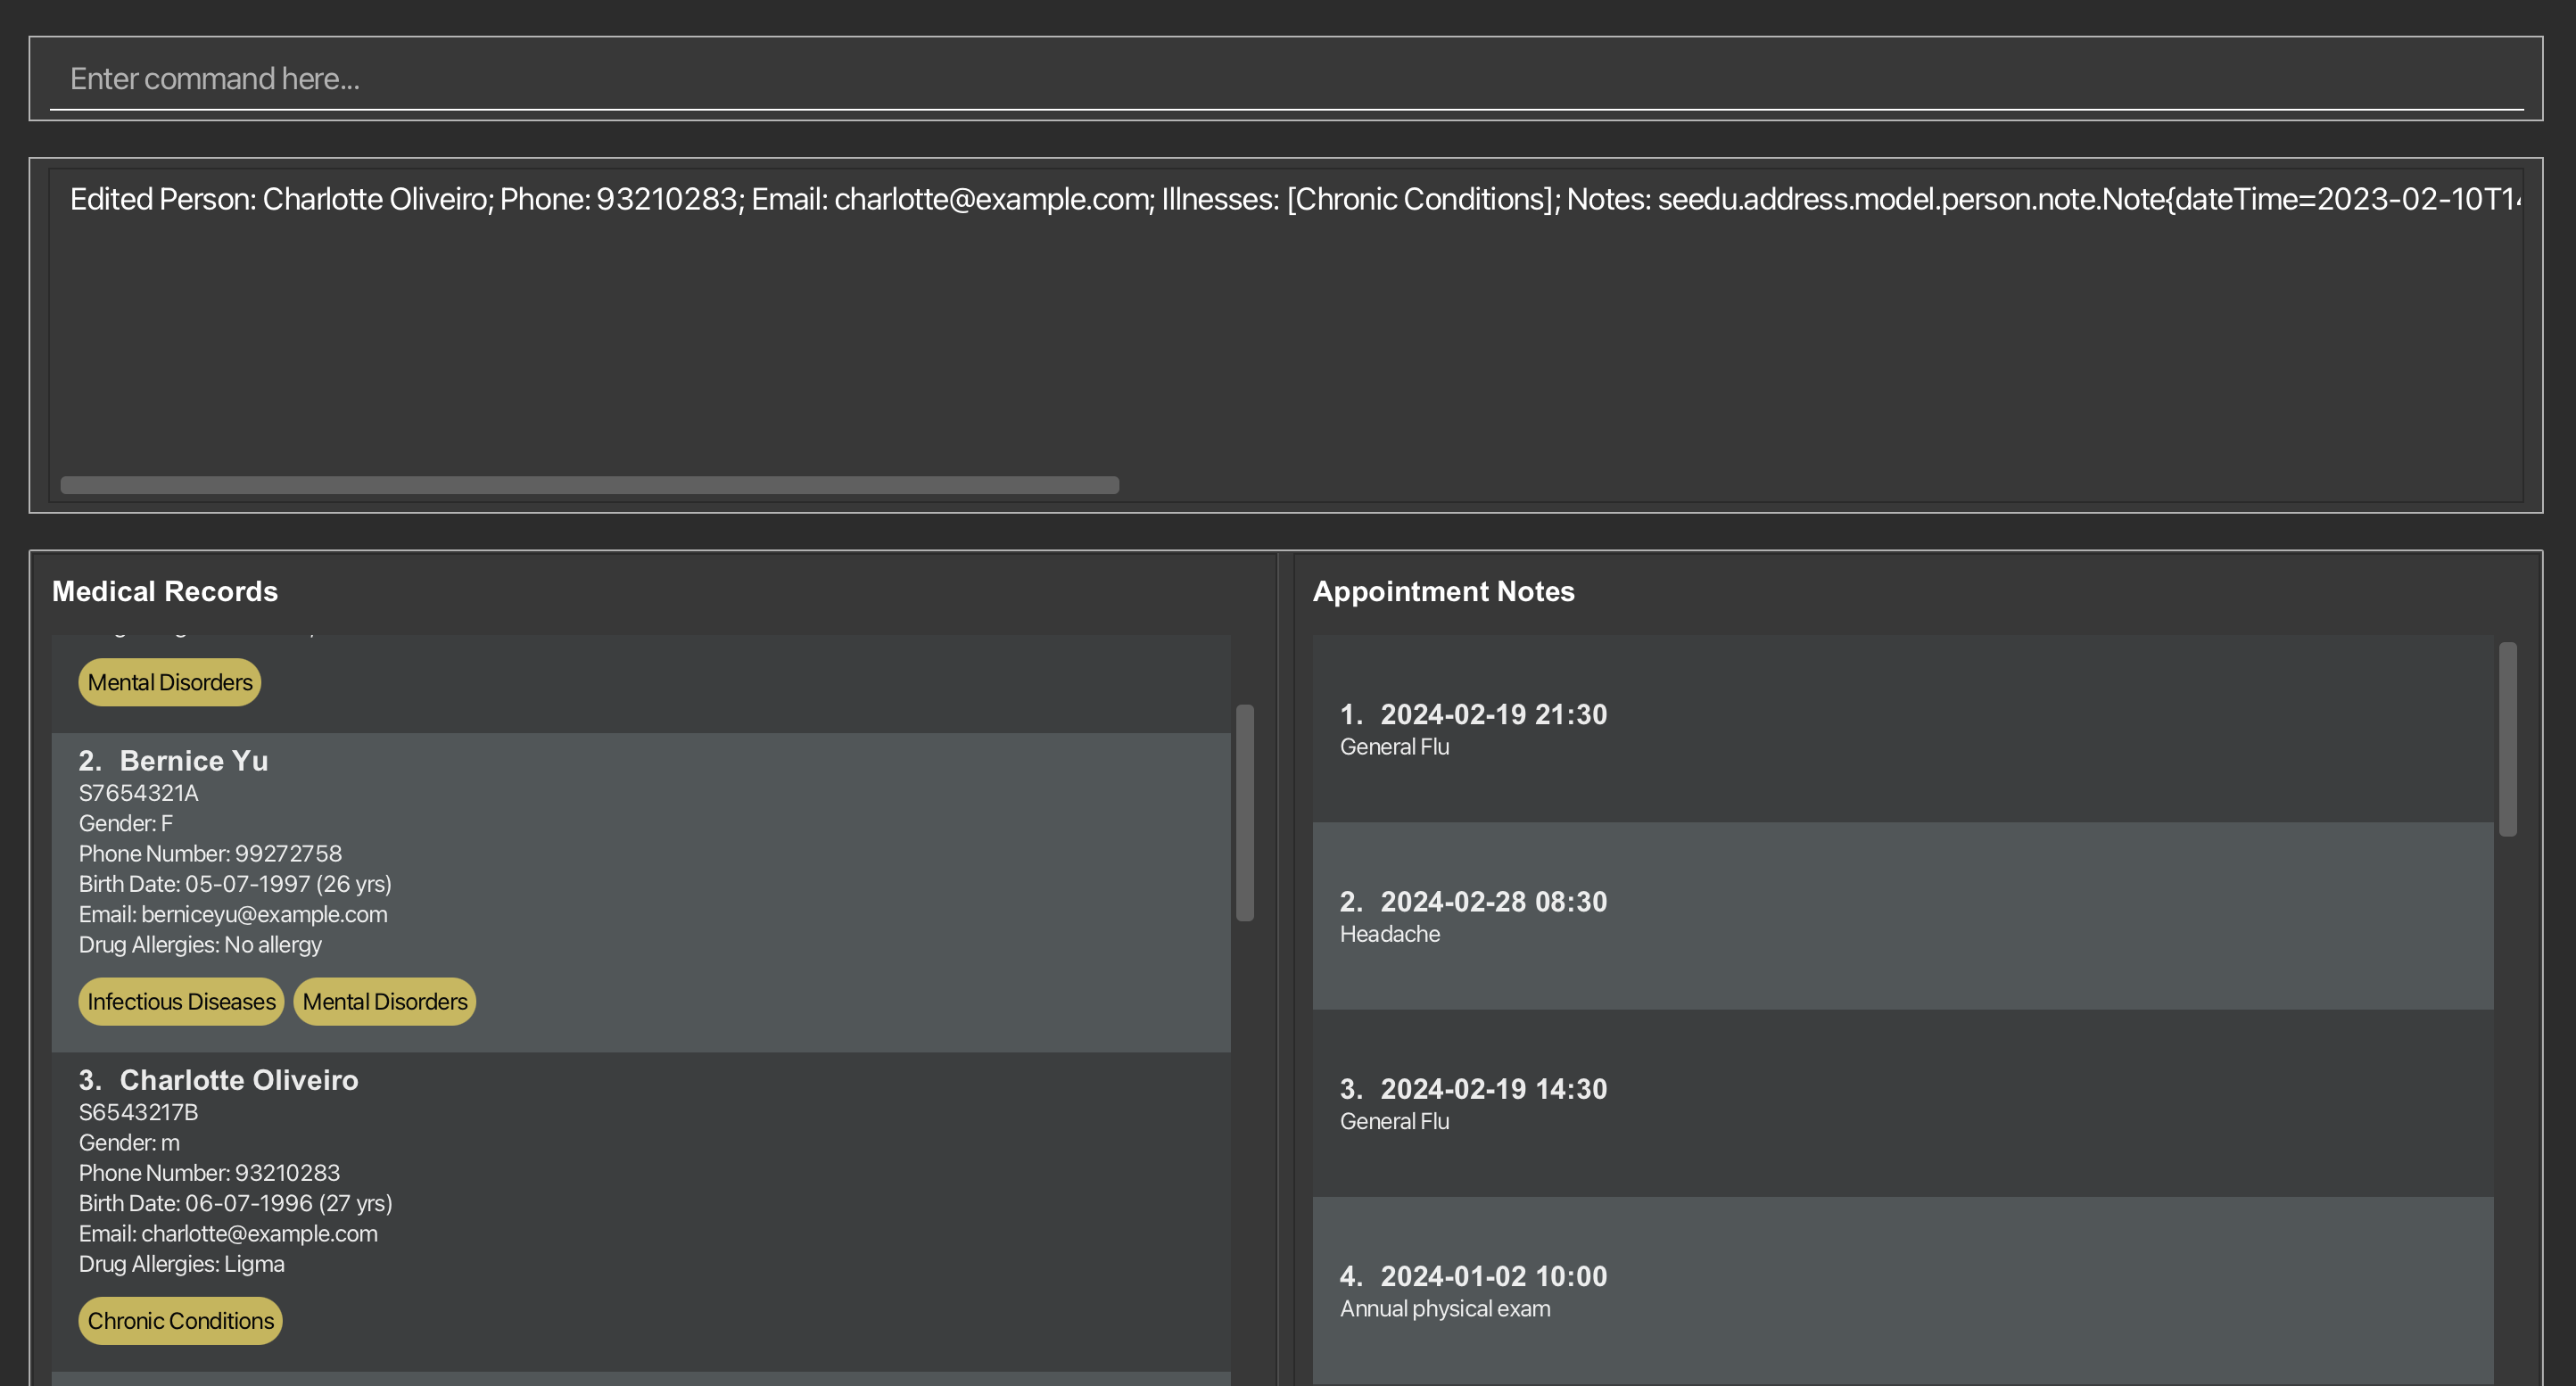 Enter command here...
Edited Person: Charlotte Oliveiro; Phone: 93210283; Email: charlotte@example.com; Illnesses: [Chronic Conditions]; Notes: seedu.address.model.person.note.Note{dateTime=2023-02-10T14
Medical Records
Mental Disorders
2. Bernice Yu
S7654321A
Gender: F
Phone Number: 99272758
Birth Date: 05-07-1997 (26 yrs)
Email: berniceyu@example.com
Drug Allergies: No allergy
Infectious Diseases Mental Disorders
3. Charlotte Oliveiro
S6543217B
Gender: m
Phone Number: 93210283
Birth Date: 06-07-1996 (27 yrs)
Email: charlotte@example.com
Drug Allergies: Ligma
Chronic Conditions
Appointment Notes
1. 2024-02-19 21:30
General Flu
2. 2024-02-28 08:30
Headache
3. 2024-02-19 14:30
General Flu
4. 2024-01-02 10:00
Annual physical exam